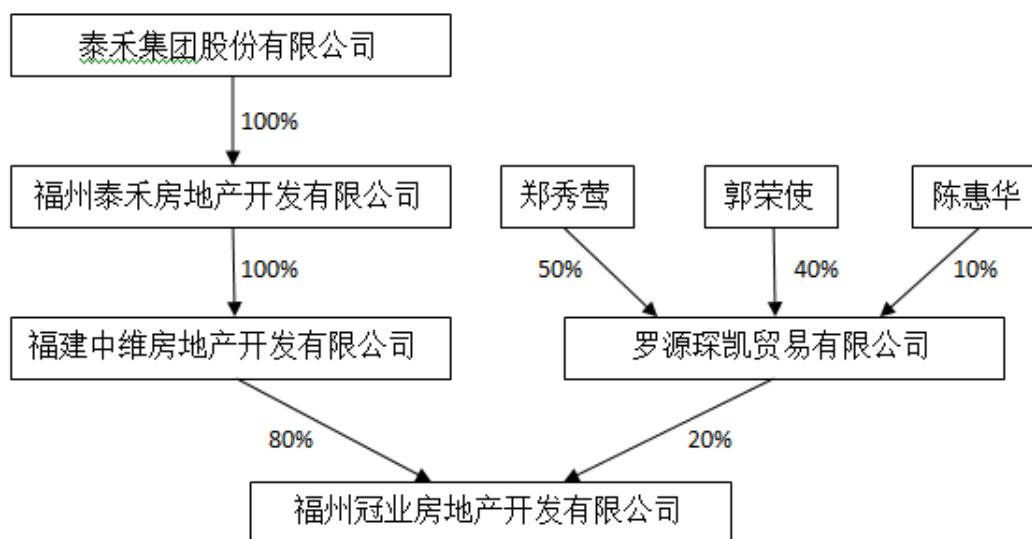 泰禾集团股份有限公司
100%
福州泰禾房地产开发有限公司
郑秀莺
郭荣使
陈惠华
100%
50%
40%
10%
福建中维房地产开发有限公司
罗源琛凯贸易有限公司
80%
20%
福州冠业房地产开发有限公司